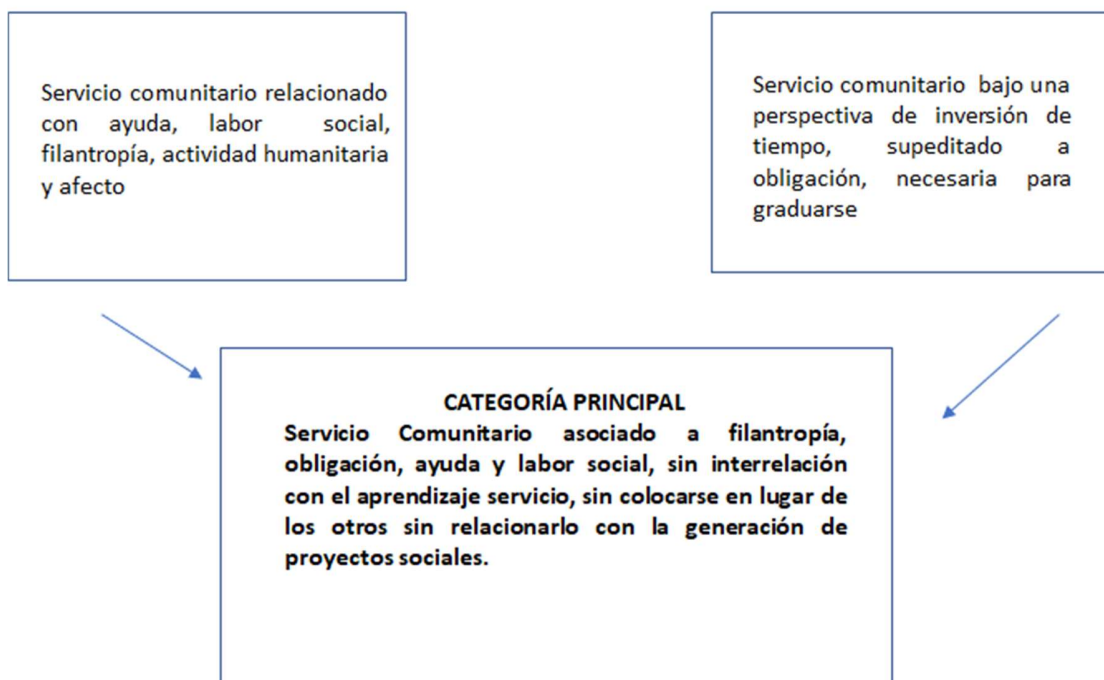 Servicio comunitario relacionado
con ayuda, labor social,
filantropía, actividad humanitaria
y afecto
Servicio comunitario bajo una
perspectiva de inversión de
tiempo, supeditado a
obligación, necesaria para
graduarse
CATEGORÍA PRINCIPAL
Servicio Comunitario asociado a filantropía,
obligación, ayuda y labor social, sin interrelación
con el aprendizaje servicio, sin colocarse en lugar de
los otros sin relacionarlo con la generación de
proyectos sociales.